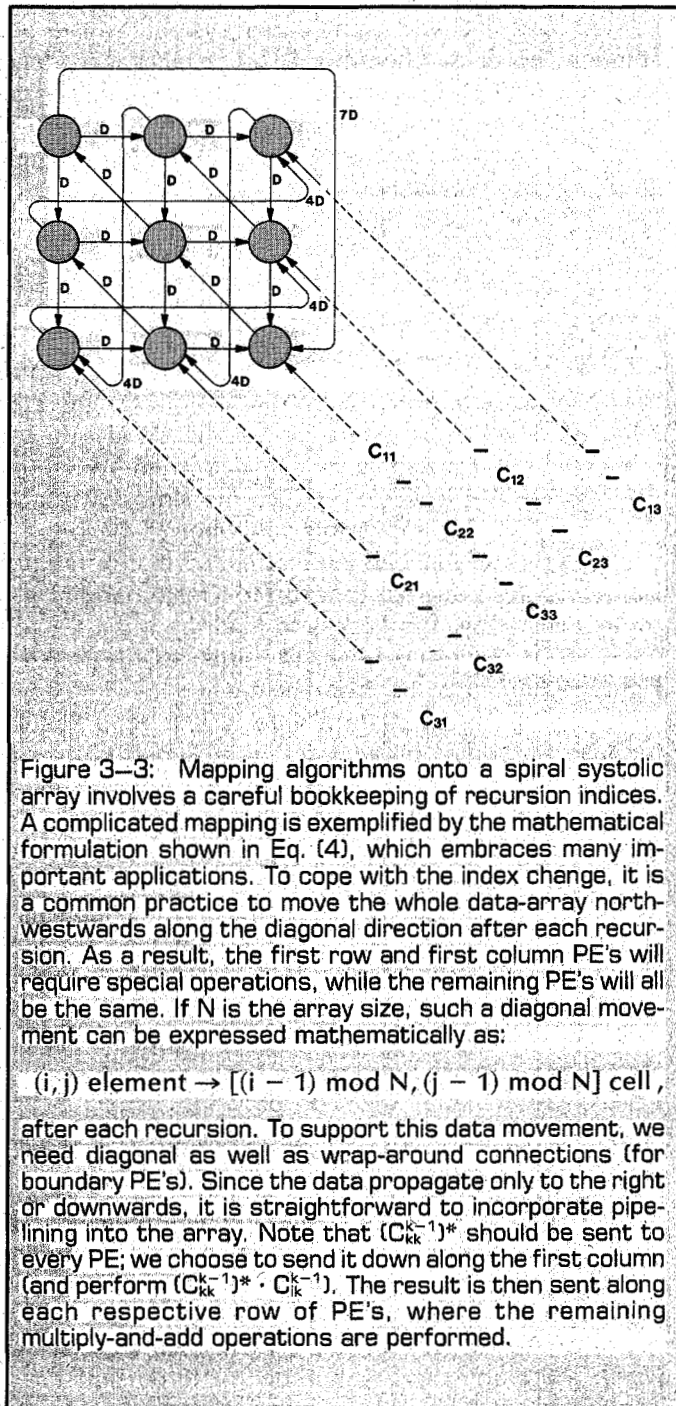 7D
D D
D D D D D
4D
D D
D D D D D
4D
D D
4D 4D
C₁₁
C₁₂
C₁₃
C₂₂
C₂₃
C₂₁
C₃₃
C₃₂
C₃₁
Figure 3–3: Mapping algorithms onto a spiral systolic
array involves a careful bookkeeping of recursion indices.
A complicated mapping is exemplified by the mathematical
formulation shown in Eq. (4), which embraces many im-
portant applications. To cope with the index change, it is
a common practice to move the whole data-array north-
westwards along the diagonal direction after each recur-
sion. As a result, the first row and first column PE's will
require special operations, while the remaining PE's will all
be the same. If N is the array size, such a diagonal move-
ment can be expressed mathematically as:
(i, j) element → [(i − 1) mod N, (j − 1) mod N] cell,
after each recursion. To support this data movement, we
need diagonal as well as wrap-around connections (for
boundary PE's). Since the data propagate only to the right
or downwards, it is straightforward to incorporate pipe-
lining into the array. Note that (Cₖₖᵏ⁻¹)* should be sent to
every PE; we choose to send it down along the first column
(and perform (Cₖₖᵏ⁻¹)* · Cᵢₖᵏ⁻¹). The result is then sent along
each respective row of PE's, where the remaining
multiply-and-add operations are performed.